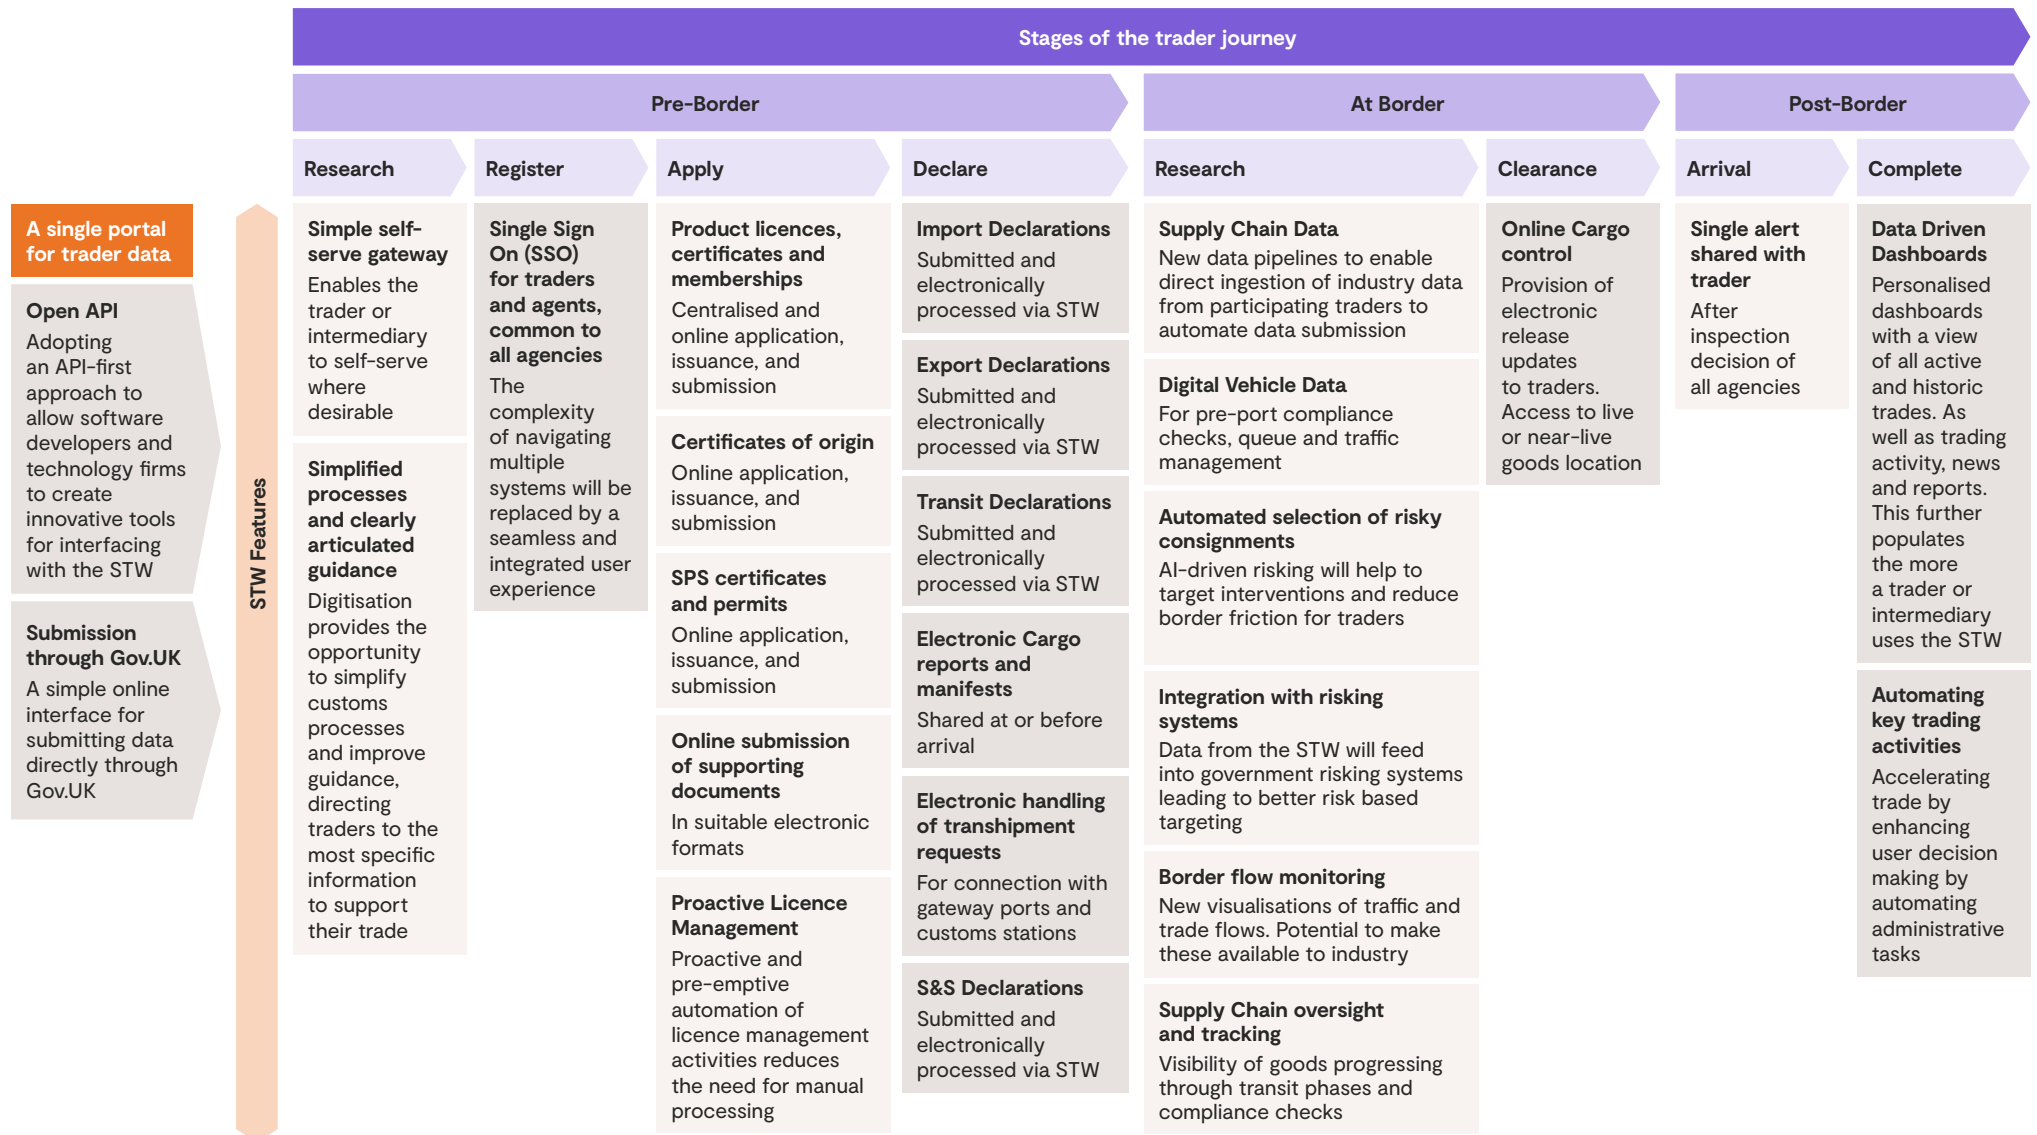 Stages of the trader journey
Pre-Border
At Border
Post-Border
Research
Register
Apply
Declare
Research
Clearance
Arrival
Complete
A single portal
for trader data
Open API
Adopting
an API-first
approach to
allow software
developers and
technology firms
to create
innovative tools
for interfacing
with the STW
Submission
through Gov.UK
A simple online
interface for
submitting data
directly through
Gov.UK
STW Features
Simple self-
serve gateway
Enables the
trader or
intermediary
to self-serve
where
desirable
Simplified
processes
and clearly
articulated
guidance
Digitisation
provides the
opportunity
to simplify
customs
processes
and improve
guidance,
directing
traders to the
most specific
information
to support
their trade
Single Sign
On (SSO)
for traders
and agents,
common to
all agencies
The
complexity
of navigating
multiple
systems will be
replaced by a
seamless and
integrated user
experience
Product licences,
certificates and
memberships
Centralised and
online application,
issuance, and
submission
Certificates of origin
Online application,
issuance, and
submission
SPS certificates
and permits
Online application,
issuance, and
submission
Online submission
of supporting
documents
In suitable electronic
formats
Proactive Licence
Management
Proactive and
pre-emptive
automation of
licence management
activities reduces
the need for manual
processing
Import Declarations
Submitted and
electronically
processed via STW
Export Declarations
Submitted and
electronically
processed via STW
Transit Declarations
Submitted and
electronically
processed via STW
Electronic Cargo
reports and
manifests
Shared at or before
arrival
Electronic handling
of transhipment
requests
For connection with
gateway ports and
customs stations
S&S Declarations
Submitted and
electronically
processed via STW
Supply Chain Data
New data pipelines to enable
direct ingestion of industry data
from participating traders to
automate data submission
Digital Vehicle Data
For pre-port compliance
checks, queue and traffic
management
Automated selection of risky
consignments
AI-driven risking will help to
target interventions and reduce
border friction for traders
Integration with risking
systems
Data from the STW will feed
into government risking systems
leading to better risk based
targeting
Border flow monitoring
New visualisations of traffic and
trade flows. Potential to make
these available to industry
Supply Chain oversight
and tracking
Visibility of goods progressing
through transit phases and
compliance checks
Online Cargo
control
Provision of
electronic
release
updates
to traders.
Access to live
or near-live
goods location
Single alert
shared with
trader
After
inspection
decision of
all agencies
Data Driven
Dashboards
Personalised
dashboards
with a view
of all active
and historic
trades. As
well as trading
activity, news
and reports.
This further
populates
the more
a trader or
intermediary
uses the STW
Automating
key trading
activities
Accelerating
trade by
enhancing
user decision
making by
automating
administrative
tasks